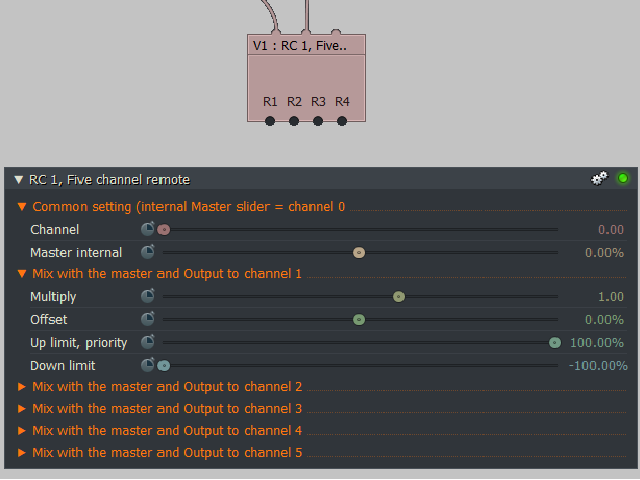 V1 : RC 1, Five..
R1 R2 R3 R4
▼ RC 1, Five channel remote
▼ Common setting (internal Master slider = channel 0
Channel 0.00
Master internal 0.00%
▼ Mix with the master and Output to channel 1
Multiply 1.00
Offset 0.00%
Up limit, priority 100.00%
Down limit -100.00%
▶ Mix with the master and Output to channel 2
▶ Mix with the master and Output to channel 3
▶ Mix with the master and Output to channel 4
▶ Mix with the master and Output to channel 5